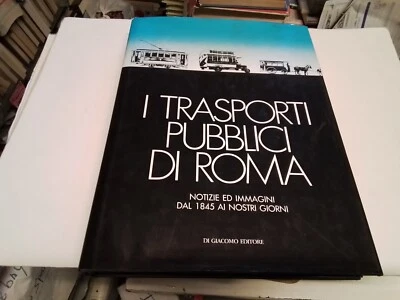 I TRASPORTI
PUBBLICI
DI ROMA
NOTIZIE ED IMMAGINI
DAL 1845 AI NOSTRI GIORNI
DI GIACOMO EDITORE